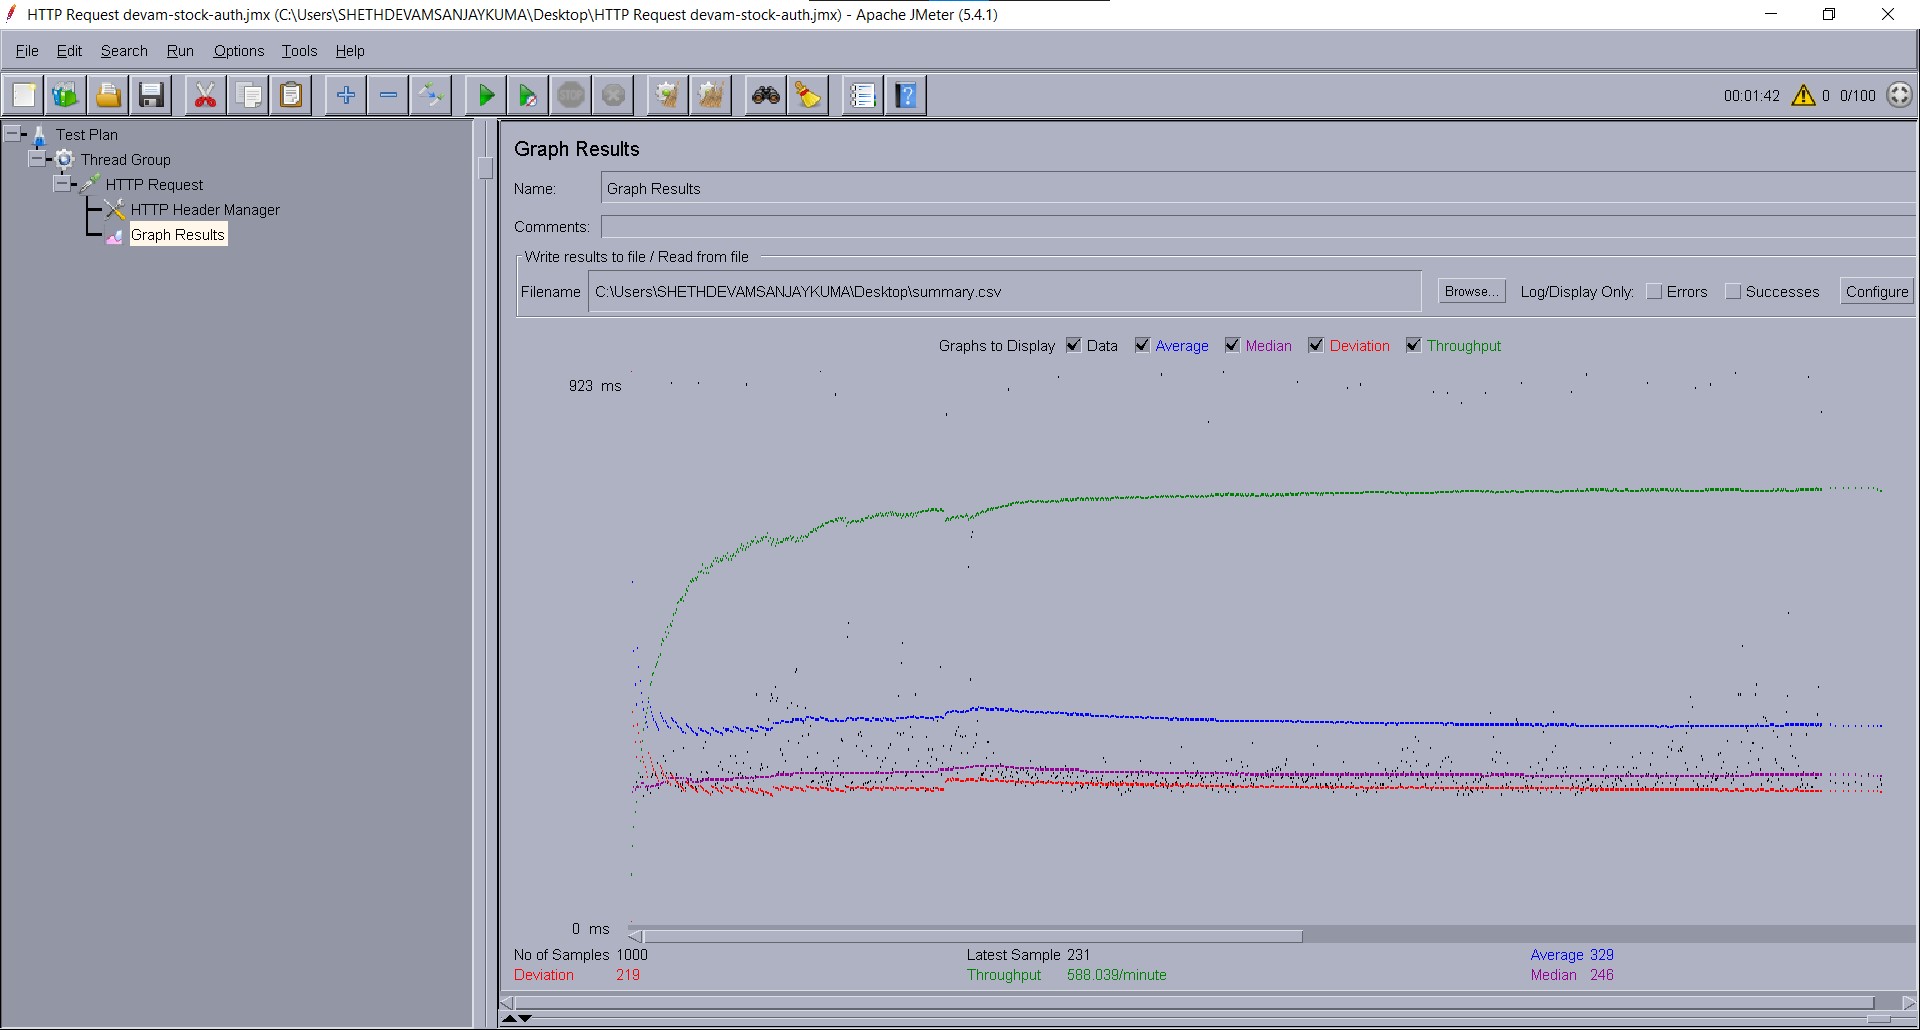 HTTP Request devam-stock-auth.jmx (C:\Users\SHETHDEVAMSANJAYKUMA\Desktop\HTTP Request devam-stock-auth.jmx) - Apache JMeter (5.4.1)
File Edit Search Run Options Tools Help
STOP ?
00:01:42 0 0/100
Test Plan
Thread Group
HTTP Request
HTTP Header Manager
Graph Results
Graph Results
Name: Graph Results
Comments:
Write results to file / Read from file
Filename C:\Users\SHETHDEVAMSANJAYKUMA\Desktop\summary.csv Browse... Log/Display Only: Errors Successes Configure
Graphs to Display Data Average Median Deviation Throughput
923 ms
0 ms
No of Samples 1000 Latest Sample 231 Average 329
Deviation 219 Throughput 588.039/minute Median 246